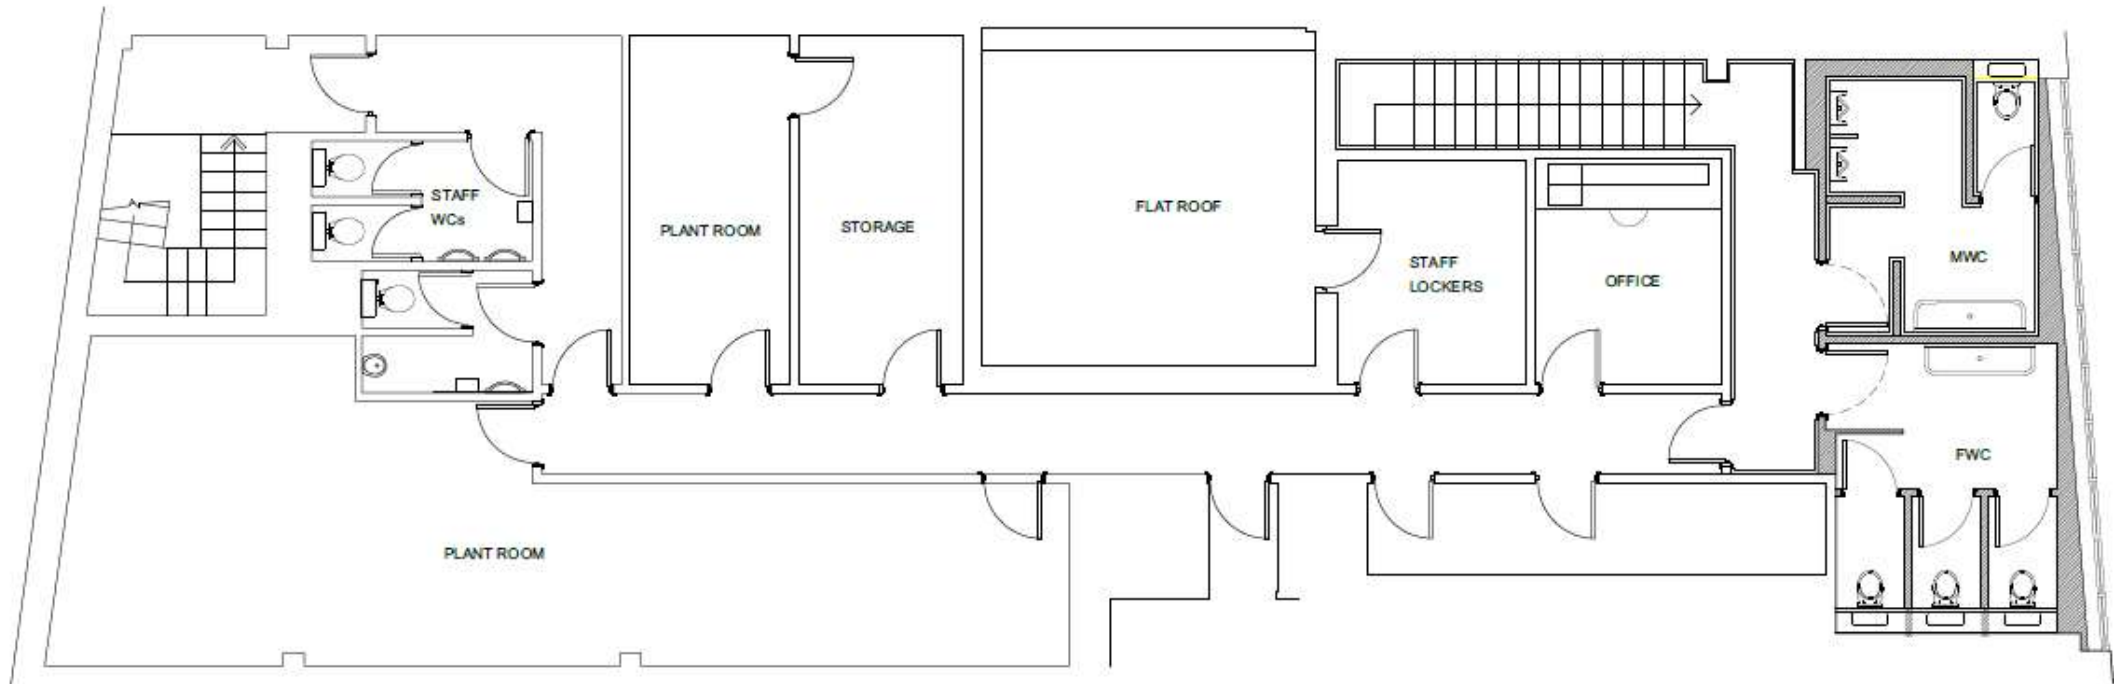 STAFF
WCs
PLANT ROOM
STORAGE
FLAT ROOF
STAFF
LOCKERS
OFFICE
MWC
FWC
PLANT ROOM